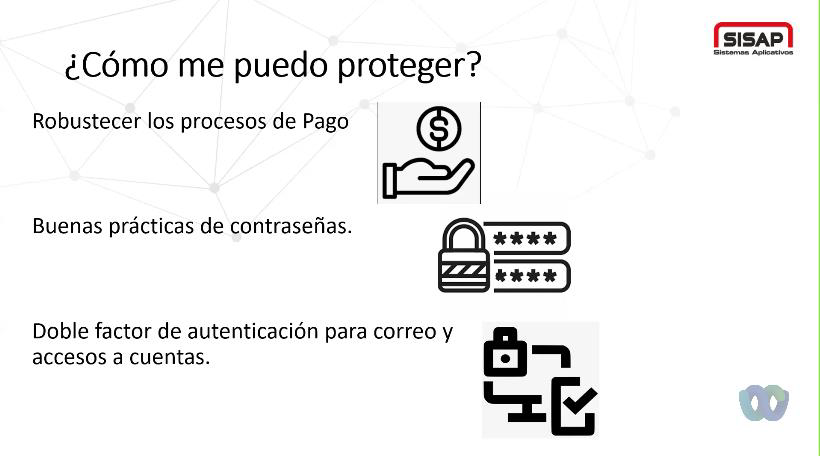 SISAP
Sistemas Aplicativos
¿Cómo me puedo proteger?
Robustecer los procesos de Pago
$
Buenas prácticas de contraseñas.
****
****
Doble factor de autenticación para correo y
accesos a cuentas.